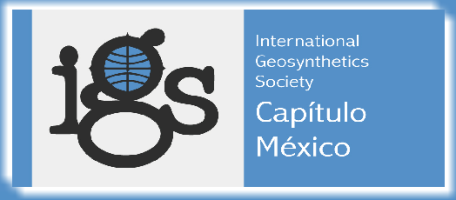 igs
International
Geosynthetics
Society
Capítulo
México